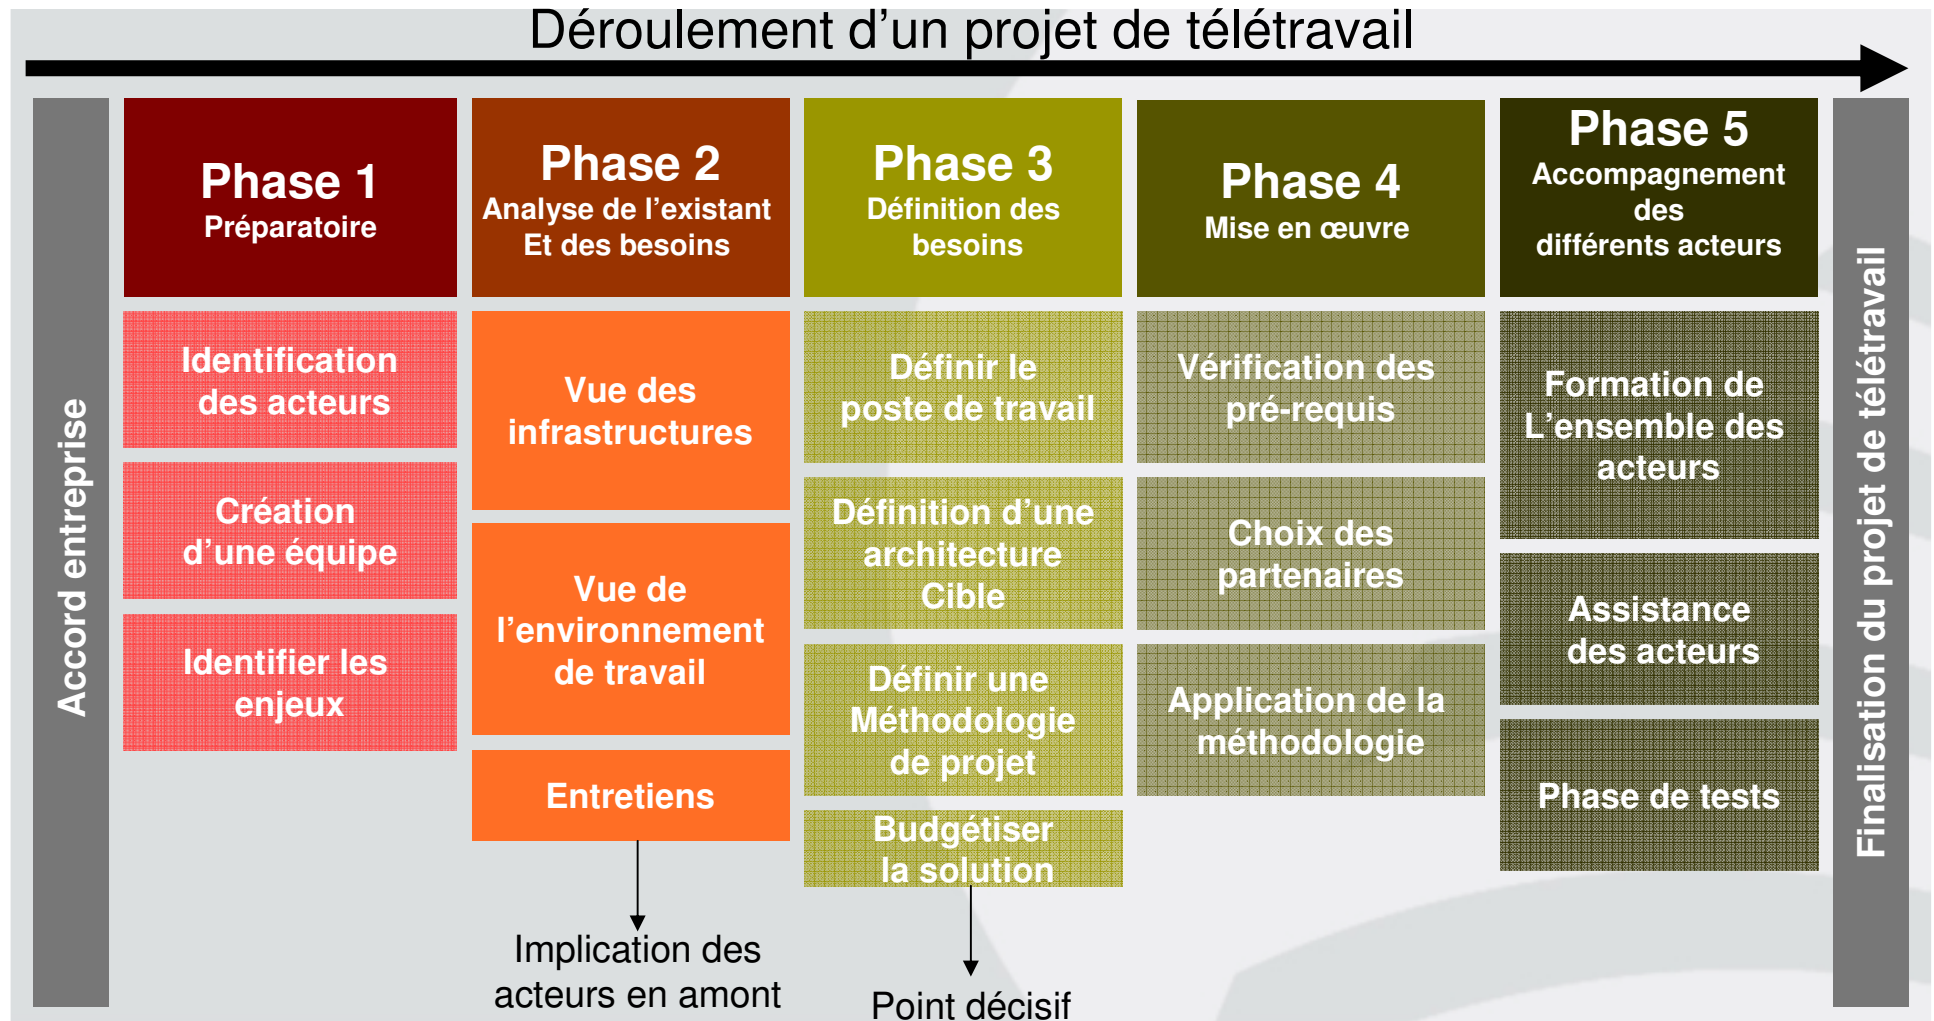 Déroulement d'un projet de télétravail
Accord entreprise
Phase 1
Préparatoire
Identification
des acteurs
Création
d'une équipe
Identifier les
enjeux
Phase 2
Analyse de l'existant
Et des besoins
Vue des
infrastructures
Vue de
l'environnement
de travail
Entretiens
Implication des
acteurs en amont
Phase 3
Définition des
besoins
Définir le
poste de travail
Définition d'une
architecture
Cible
Définir une
Méthodologie
de projet
Budgétiser
la solution
Point décisif
Phase 4
Mise en œuvre
Vérification des
pré-requis
Choix des
partenaires
Application de la
méthodologie
Phase 5
Accompagnement
des
différents acteurs
Formation de
L'ensemble des
acteurs
Assistance
des acteurs
Phase de tests
Finalisation du projet de télétravail